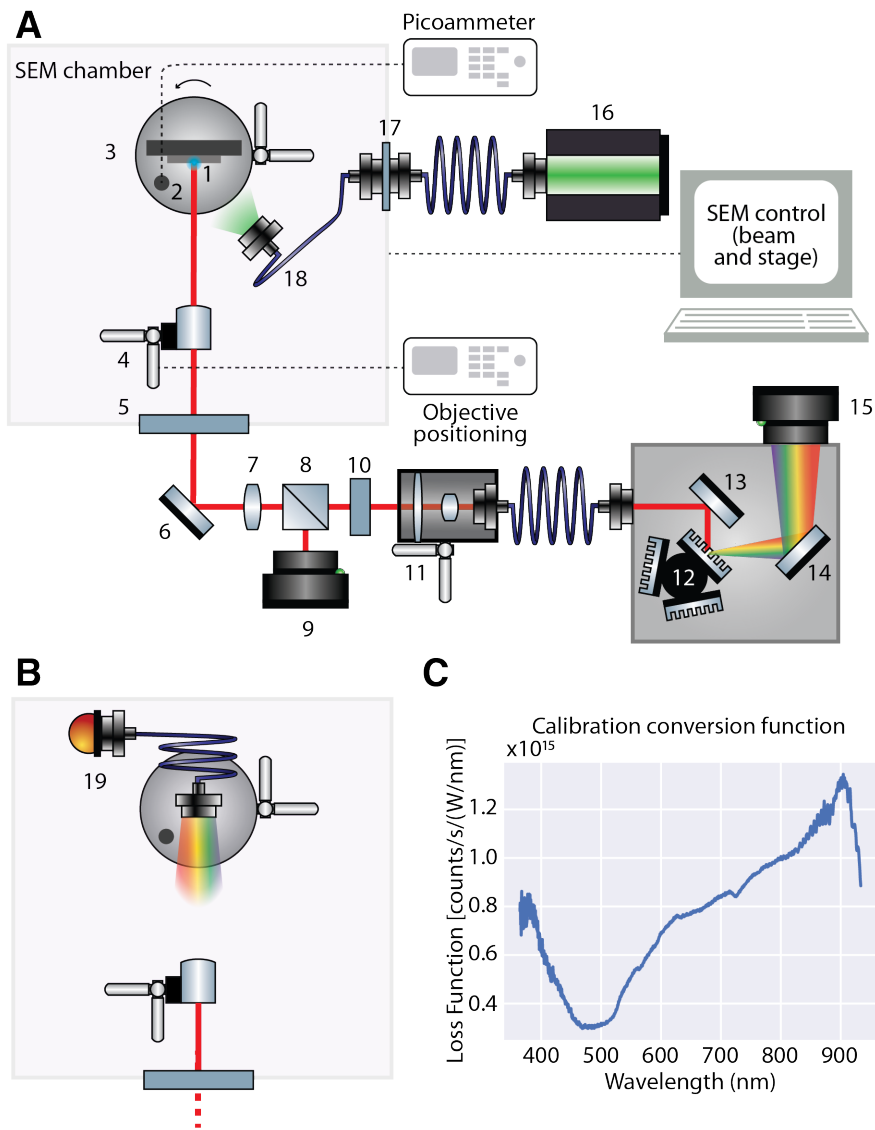 A
Picoammeter
SEM chamber
16
17
3
1
2
SEM control
(beam
and stage)
18
4
5
Objective
positioning
15
7
8
10
13
6
11
12
14
9
B
C
Calibration conversion function
x10¹⁵
19
Loss Function [counts/s/(W/nm)]
1.2
1.0
0.8
0.6
0.4
400 500 600 700 800 900
Wavelength (nm)